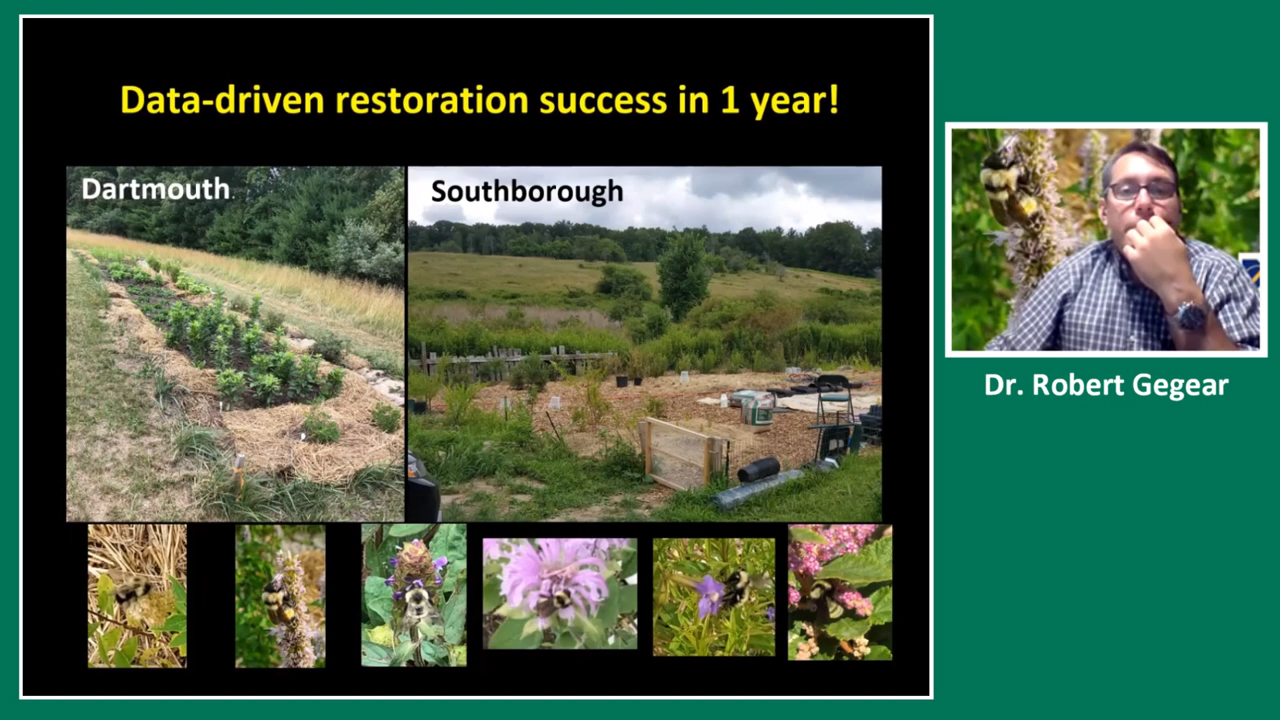 Data-driven restoration success in 1 year!
Dartmouth
Southborough
Dr. Robert Gegear